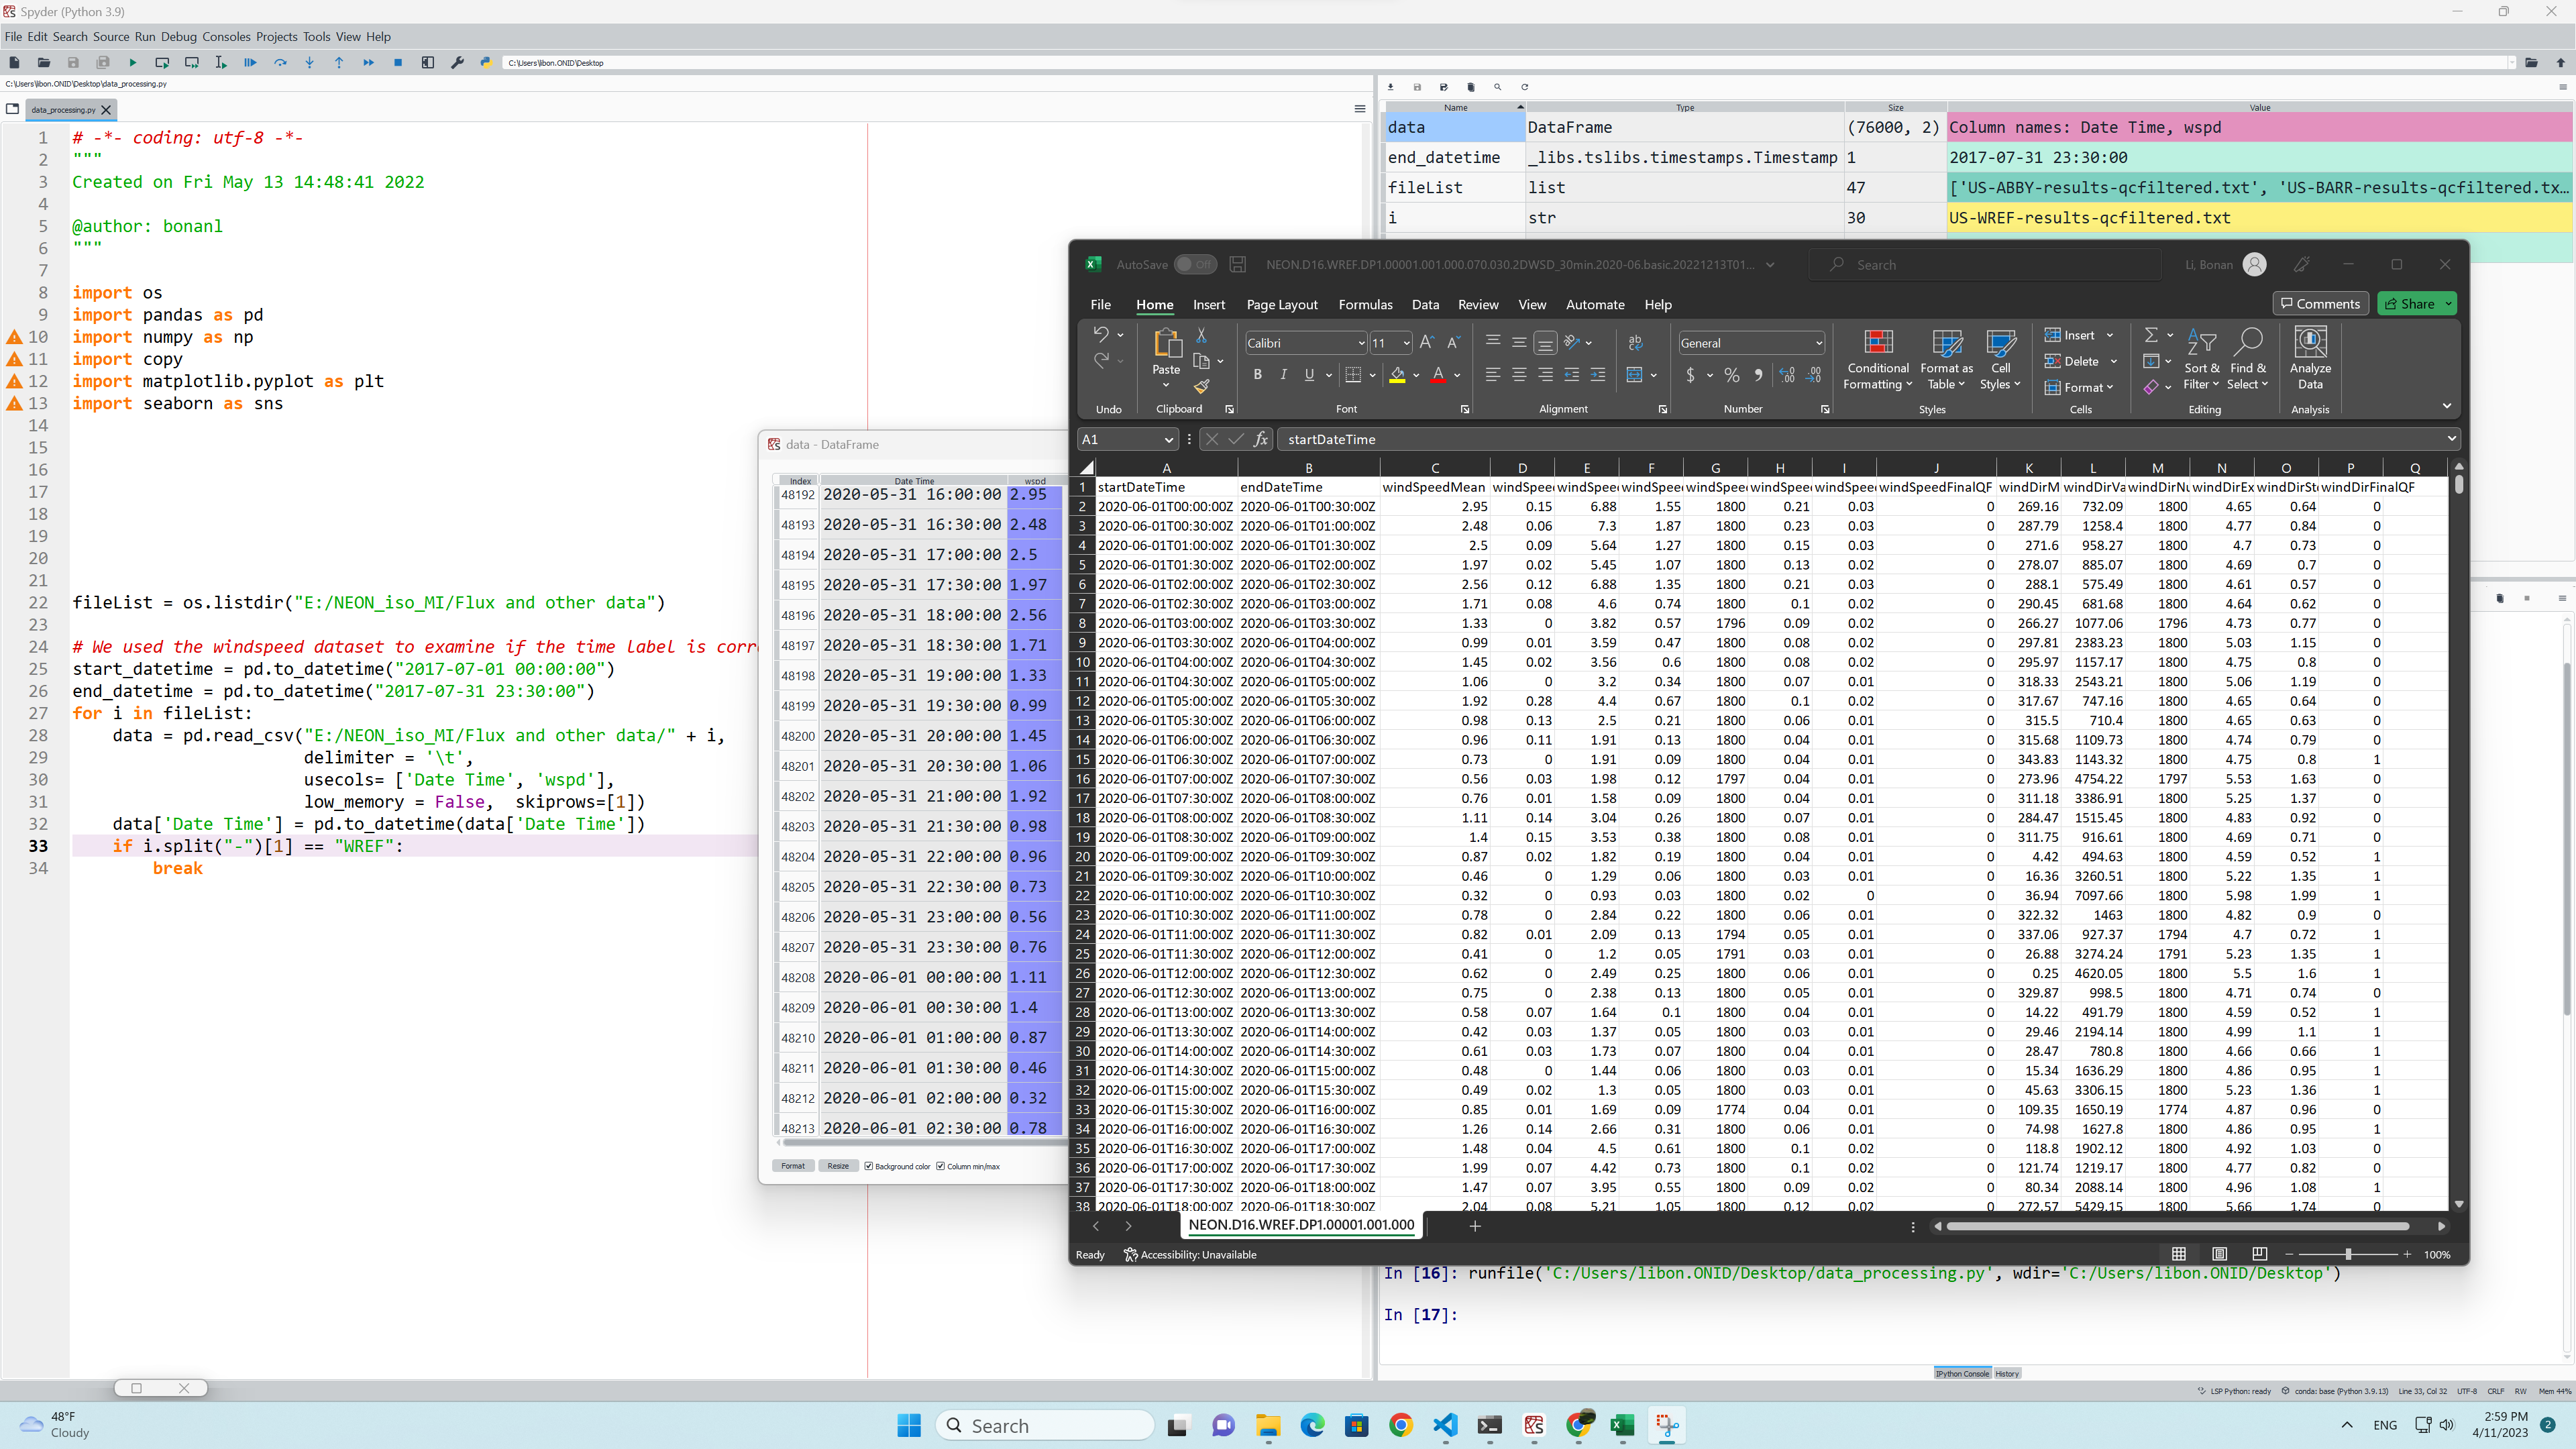 Spyder (Python 3.9)
File Edit Search Source Run Debug Consoles Projects Tools View Help
C:\Users\libon.ONID\Desktop
C:\Users\libon.ONID\Desktop\data_processing.py
data_processing.py
1 # -*- coding: utf-8 -*-
2 """
3 Created on Fri May 13 14:48:41 2022
4
5 @author: bonanl
6 """
7
8 import os
9 import pandas as pd
10 import numpy as np
11 import copy
12 import matplotlib.pyplot as plt
13 import seaborn as sns
14
15
16
17
18
19
20
21
22 fileList = os.listdir("E:/NEON_iso_MI/Flux and other data")
23
24 # We used the windspeed dataset to examine if the time label is corr
25 start_datetime = pd.to_datetime("2017-07-01 00:00:00")
26 end_datetime = pd.to_datetime("2017-07-31 23:30:00")
27 for i in fileList:
28 data = pd.read_csv("E:/NEON_iso_MI/Flux and other data/" + i,
29 delimiter = '\t',
30 usecols= ['Date Time', 'wspd'],
31 low_memory = False, skiprows=[1])
32 data['Date Time'] = pd.to_datetime(data['Date Time'])
33 if i.split("-")[1] == "WREF":
34 break
Name Type Size Value
data DataFrame (76000, 2) Column names: Date Time, wspd
end_datetime _libs.tslibs.timestamps.Timestamp 1 2017-07-31 23:30:00
fileList list 47 ['US-ABBY-results-qcfiltered.txt', 'US-BARR-results-qcfiltered.tx...
i str 30 US-WREF-results-qcfiltered.txt
data - DataFrame
Index Date Time wspd
48192 2020-05-31 16:00:00 2.95
48193 2020-05-31 16:30:00 2.48
48194 2020-05-31 17:00:00 2.5
48195 2020-05-31 17:30:00 1.97
48196 2020-05-31 18:00:00 2.56
48197 2020-05-31 18:30:00 1.71
48198 2020-05-31 19:00:00 1.33
48199 2020-05-31 19:30:00 0.99
48200 2020-05-31 20:00:00 1.45
48201 2020-05-31 20:30:00 1.06
48202 2020-05-31 21:00:00 1.92
48203 2020-05-31 21:30:00 0.98
48204 2020-05-31 22:00:00 0.96
48205 2020-05-31 22:30:00 0.73
48206 2020-05-31 23:00:00 0.56
48207 2020-05-31 23:30:00 0.76
48208 2020-06-01 00:00:00 1.11
48209 2020-06-01 00:30:00 1.4
48210 2020-06-01 01:00:00 0.87
48211 2020-06-01 01:30:00 0.46
48212 2020-06-01 02:00:00 0.32
48213 2020-06-01 02:30:00 0.78
Format Resize Background color Column min/max
AutoSave Off NEON.D16.WREF.DP1.00001.001.000.070.030.2DWSD_30min.2020-06.basic.20221213T01... Search Li, Bonan
File Home Insert Page Layout Formulas Data Review View Automate Help Comments Share
Calibri 11 General
Paste Conditional Formatting Format as Table Cell Styles Insert Delete Format Sort & Filter Find & Select Analyze Data
Undo Clipboard Font Alignment Number Styles Cells Editing Analysis
A1 fx startDateTime
A B C D E F G H I J K L M N O P Q
1 startDateTime endDateTime windSpeedMean windSpee windSpee windSpee windSpee windSpee windSpee windSpeedFinalQF windDirM windDirVa windDirNu windDirEx windDirSt windDirFinalQF
2 2020-06-01T00:00:00Z 2020-06-01T00:30:00Z 2.95 0.15 6.88 1.55 1800 0.21 0.03 0 269.16 732.09 1800 4.65 0.64 0
3 2020-06-01T00:30:00Z 2020-06-01T01:00:00Z 2.48 0.06 7.3 1.87 1800 0.23 0.03 0 287.79 1258.4 1800 4.77 0.84 0
4 2020-06-01T01:00:00Z 2020-06-01T01:30:00Z 2.5 0.09 5.64 1.27 1800 0.15 0.03 0 271.6 958.27 1800 4.7 0.73 0
5 2020-06-01T01:30:00Z 2020-06-01T02:00:00Z 1.97 0.02 5.45 1.07 1800 0.13 0.02 0 278.07 885.07 1800 4.69 0.7 0
6 2020-06-01T02:00:00Z 2020-06-01T02:30:00Z 2.56 0.12 6.88 1.35 1800 0.21 0.03 0 288.1 575.49 1800 4.61 0.57 0
7 2020-06-01T02:30:00Z 2020-06-01T03:00:00Z 1.71 0.08 4.6 0.74 1800 0.1 0.02 0 290.45 681.68 1800 4.64 0.62 0
8 2020-06-01T03:00:00Z 2020-06-01T03:30:00Z 1.33 0 3.82 0.57 1796 0.09 0.02 0 266.27 1077.06 1796 4.73 0.77 0
9 2020-06-01T03:30:00Z 2020-06-01T04:00:00Z 0.99 0.01 3.59 0.47 1800 0.08 0.02 0 297.81 2383.23 1800 5.03 1.15 0
10 2020-06-01T04:00:00Z 2020-06-01T04:30:00Z 1.45 0.02 3.56 0.6 1800 0.08 0.02 0 295.97 1157.17 1800 4.75 0.8 0
11 2020-06-01T04:30:00Z 2020-06-01T05:00:00Z 1.06 0 3.2 0.34 1800 0.07 0.01 0 318.33 2543.21 1800 5.06 1.19 0
12 2020-06-01T05:00:00Z 2020-06-01T05:30:00Z 1.92 0.28 4.4 0.67 1800 0.1 0.02 0 317.67 747.16 1800 4.65 0.64 0
13 2020-06-01T05:30:00Z 2020-06-01T06:00:00Z 0.98 0.13 2.5 0.21 1800 0.06 0.01 0 315.5 710.4 1800 4.65 0.63 0
14 2020-06-01T06:00:00Z 2020-06-01T06:30:00Z 0.96 0.11 1.91 0.13 1800 0.04 0.01 0 315.68 1109.73 1800 4.74 0.79 0
15 2020-06-01T06:30:00Z 2020-06-01T07:00:00Z 0.73 0 1.91 0.09 1800 0.04 0.01 0 343.83 1143.32 1800 4.75 0.8 1
16 2020-06-01T07:00:00Z 2020-06-01T07:30:00Z 0.56 0.03 1.98 0.12 1797 0.04 0.01 0 273.96 4754.22 1797 5.53 1.63 0
17 2020-06-01T07:30:00Z 2020-06-01T08:00:00Z 0.76 0.01 1.58 0.09 1800 0.04 0.01 0 311.18 3386.91 1800 5.25 1.37 0
18 2020-06-01T08:00:00Z 2020-06-01T08:30:00Z 1.11 0.14 3.04 0.26 1800 0.07 0.01 0 284.47 1515.45 1800 4.83 0.92 0
19 2020-06-01T08:30:00Z 2020-06-01T09:00:00Z 1.4 0.15 3.53 0.38 1800 0.08 0.01 0 311.75 916.61 1800 4.69 0.71 0
20 2020-06-01T09:00:00Z 2020-06-01T09:30:00Z 0.87 0.02 1.82 0.19 1800 0.04 0.01 0 4.42 494.63 1800 4.59 0.52 1
21 2020-06-01T09:30:00Z 2020-06-01T10:00:00Z 0.46 0 1.29 0.06 1800 0.03 0.01 0 16.36 3260.51 1800 5.22 1.35 1
22 2020-06-01T10:00:00Z 2020-06-01T10:30:00Z 0.32 0 0.93 0.03 1800 0.02 0 0 36.94 7097.66 1800 5.98 1.99 1
23 2020-06-01T10:30:00Z 2020-06-01T11:00:00Z 0.78 0 2.84 0.22 1800 0.06 0.01 0 322.32 1463 1800 4.82 0.9 0
24 2020-06-01T11:00:00Z 2020-06-01T11:30:00Z 0.82 0.01 2.09 0.13 1794 0.05 0.01 0 337.06 927.37 1794 4.7 0.72 1
25 2020-06-01T11:30:00Z 2020-06-01T12:00:00Z 0.41 0 1.2 0.05 1791 0.03 0.01 0 26.88 3274.24 1791 5.23 1.35 1
26 2020-06-01T12:00:00Z 2020-06-01T12:30:00Z 0.62 0 2.49 0.25 1800 0.06 0.01 0 0.25 4620.05 1800 5.5 1.6 1
27 2020-06-01T12:30:00Z 2020-06-01T13:00:00Z 0.75 0 2.38 0.13 1800 0.05 0.01 0 329.87 998.5 1800 4.71 0.74 0
28 2020-06-01T13:00:00Z 2020-06-01T13:30:00Z 0.58 0.07 1.64 0.1 1800 0.04 0.01 0 14.22 491.79 1800 4.59 0.52 1
29 2020-06-01T13:30:00Z 2020-06-01T14:00:00Z 0.42 0.03 1.37 0.05 1800 0.03 0.01 0 29.46 2194.14 1800 4.99 1.1 1
30 2020-06-01T14:00:00Z 2020-06-01T14:30:00Z 0.61 0.03 1.73 0.07 1800 0.04 0.01 0 28.47 780.8 1800 4.66 0.66 1
31 2020-06-01T14:30:00Z 2020-06-01T15:00:00Z 0.48 0 1.44 0.06 1800 0.03 0.01 0 15.34 1636.29 1800 4.86 0.95 1
32 2020-06-01T15:00:00Z 2020-06-01T15:30:00Z 0.49 0.02 1.3 0.05 1800 0.03 0.01 0 45.63 3306.15 1800 5.23 1.36 1
33 2020-06-01T15:30:00Z 2020-06-01T16:00:00Z 0.85 0.01 1.69 0.09 1774 0.04 0.01 0 109.35 1650.19 1774 4.87 0.96 0
34 2020-06-01T16:00:00Z 2020-06-01T16:30:00Z 1.26 0.14 2.66 0.31 1800 0.06 0.01 0 74.98 1627.8 1800 4.86 0.95 1
35 2020-06-01T16:30:00Z 2020-06-01T17:00:00Z 1.48 0.04 4.5 0.61 1800 0.1 0.02 0 118.8 1902.12 1800 4.92 1.03 0
36 2020-06-01T17:00:00Z 2020-06-01T17:30:00Z 1.99 0.07 4.42 0.73 1800 0.1 0.02 0 121.74 1219.17 1800 4.77 0.82 0
37 2020-06-01T17:30:00Z 2020-06-01T18:00:00Z 1.47 0.07 3.95 0.55 1800 0.09 0.02 0 80.34 2088.14 1800 4.96 1.08 1
38 2020-06-01T18:00:00Z 2020-06-01T18:30:00Z 2.04 0.08 5.21 1.05 1800 0.12 0.02 0 272.57 5429.15 1800 5.66 1.74 0
NEON.D16.WREF.DP1.00001.001.000
Ready Accessibility: Unavailable 100%
In [16]: runfile('C:/Users/libon.ONID/Desktop/data_processing.py', wdir='C:/Users/libon.ONID/Desktop')
In [17]:
IPython Console History
LSP Python: ready conda: base (Python 3.9.13) Line 33, Col 32 UTF-8 CRLF RW Mem 44%
48°F
Cloudy
Search
ENG
2:59 PM
4/11/2023
2